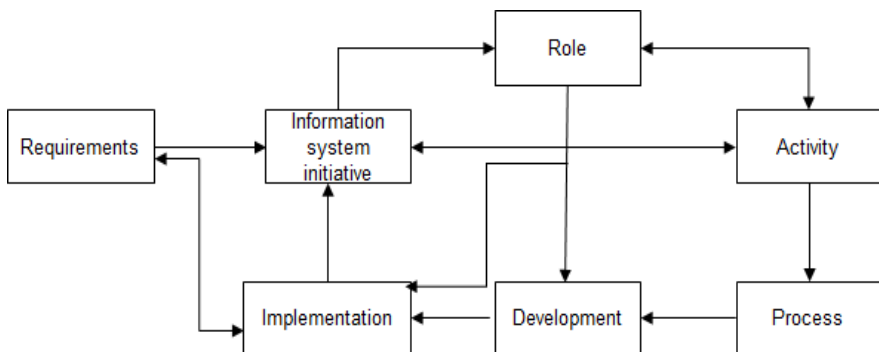 Role
Requirements
Information
system
initiative
Activity
Implementation
Development
Process